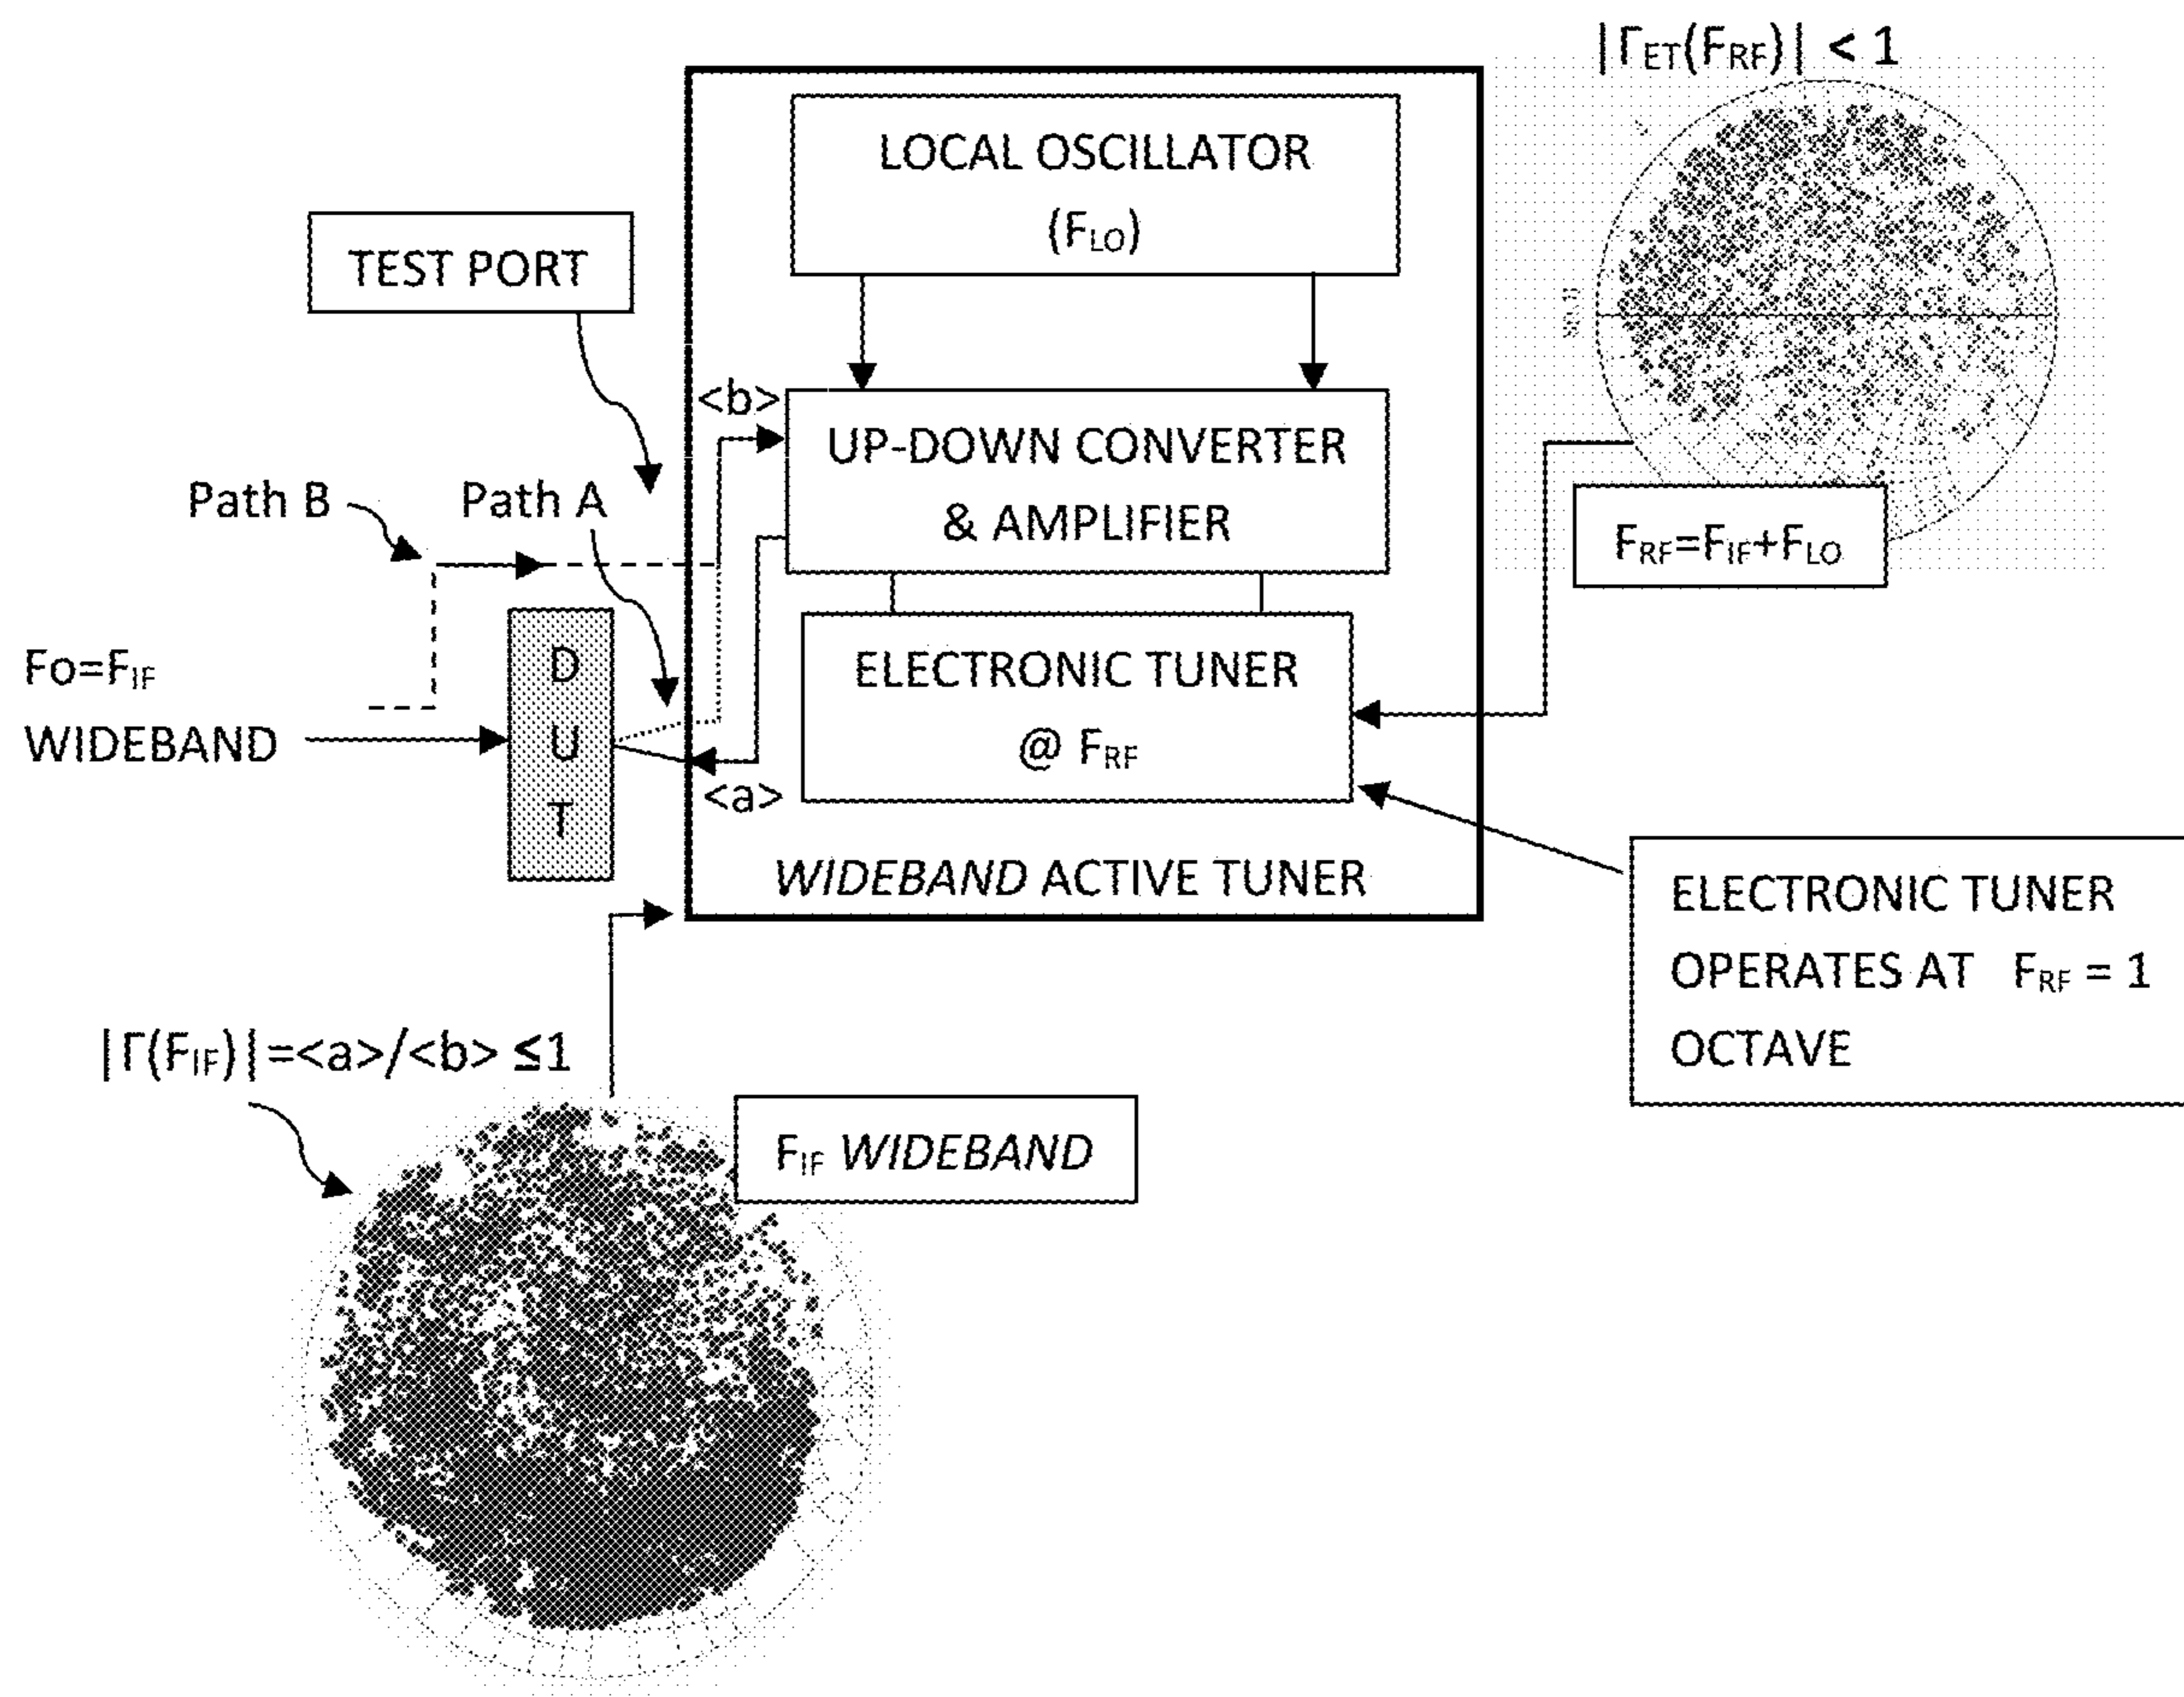 |Γ_ET(F_RF)| < 1
LOCAL OSCILLATOR
(F_LO)
TEST PORT
<b>
UP-DOWN CONVERTER
& AMPLIFIER
Path B
Path A
F_RF=F_IF+F_LO
Fo=F_IF
WIDEBAND
D
U
T
ELECTRONIC TUNER
@ F_RF
<a>
WIDEBAND ACTIVE TUNER
ELECTRONIC TUNER
OPERATES AT F_RF = 1
OCTAVE
|Γ(F_IF)|=<a>/<b> ≤1
F_IF WIDEBAND